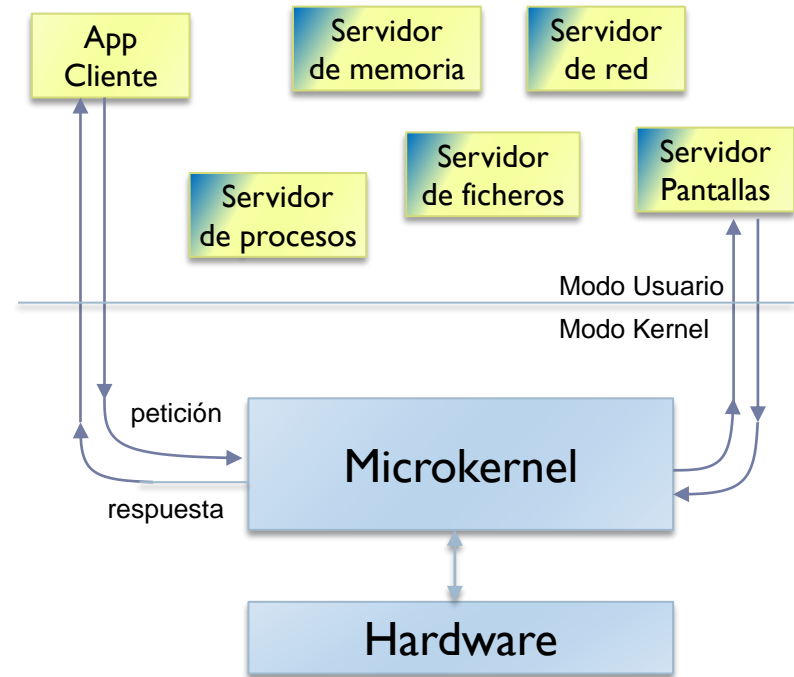 App
Cliente
Servidor
de memoria
Servidor
de red
Servidor
de procesos
Servidor
de ficheros
Servidor
Pantallas
Modo Usuario
Modo Kernel
petición
respuesta
Microkernel
Hardware